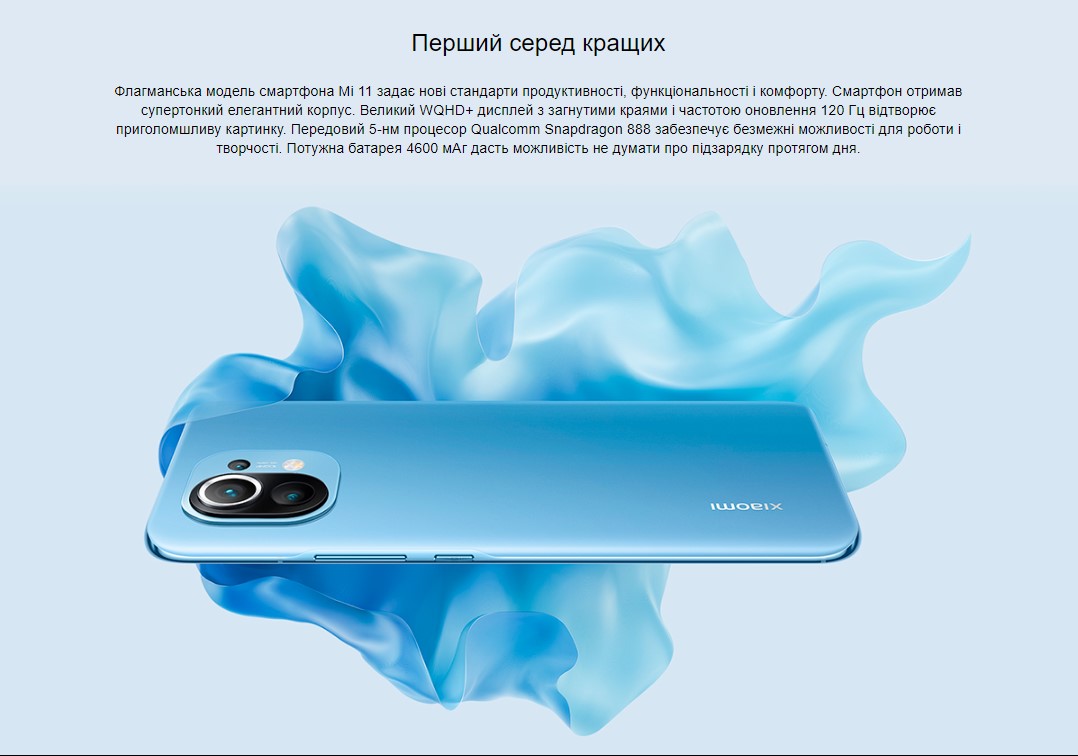 Перший серед кращих
Флагманська модель смартфона Mi 11 задає нові стандарти продуктивності, функціональності і комфорту. Смартфон отримав
супертонкий елегантний корпус. Великий WQHD+ дисплей з загнутими краями і частотою оновлення 120 Гц відтворює
приголомшливу картинку. Передовий 5-нм процесор Qualcomm Snapdragon 888 забезпечує безмежні можливості для роботи і
творчості. Потужна батарея 4600 мАг дасть можливість не думати про підзарядку протягом дня.
xiaomi